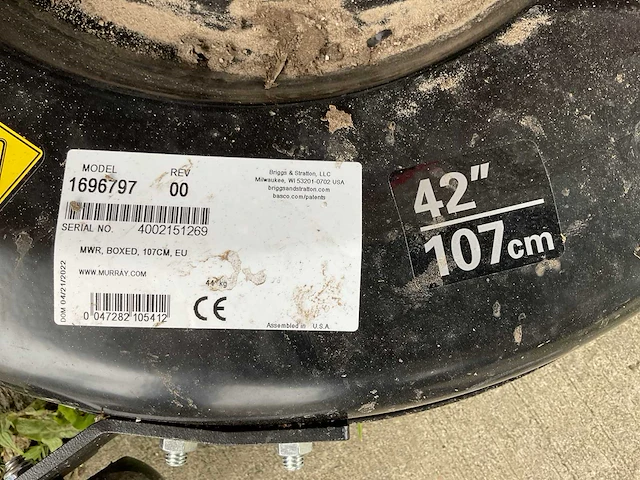 MODEL REV
1696797 00
SERIAL NO. 4002151269
MWR, BOXED, 107CM, EU
WWW.MURRAY.COM
44 kg
0 047282 105412
CE
DOM 04/21/2022
Briggs & Stratton, LLC
Milwaukee, WI 53201-0702 USA
briggsandstratton.com
basco.com/patents
Assembled in U.S.A.
42"
107cm